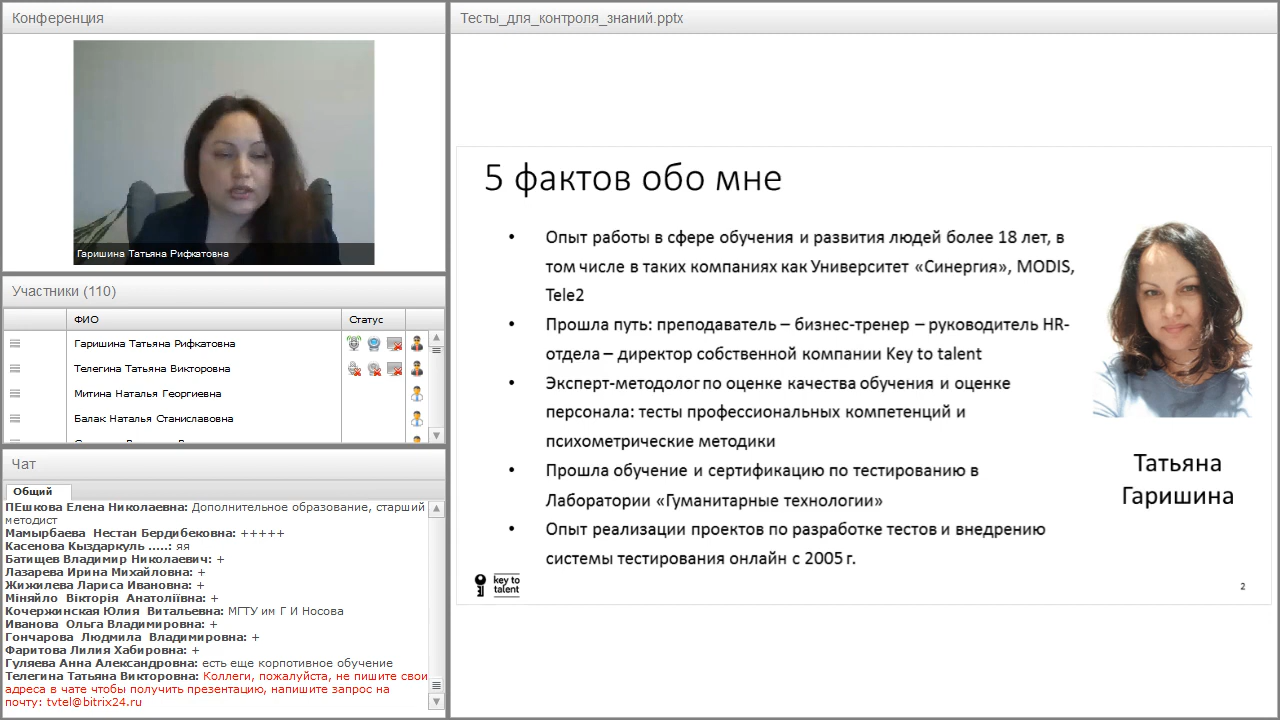 Конференция
Гаришина Татьяна Рифкатовна
Участники (110)
ФИО
Статус
Гаришина Татьяна Рифкатовна
Телегина Татьяна Викторовна
Митина Наталья Георгиевна
Балак Наталья Станиславовна
Чат
Общий
ПЕшкова Елена Николаевна: Дополнительное образование, старший
методист
Мамырбаева Нестан Бердибековна: +++++
Касенова Кыздаркуль .....: яя
Батищев Владимир Николаевич: +
Лазарева Ирина Михайловна: +
Жижилева Лариса Ивановна: +
Міняйло Вікторія Анатоліївна: +
Кочержинская Юлия Витальевна: МГТУ им Г И Носова
Иванова Ольга Владимировна: +
Гончарова Людмила Владимировна: +
Фаритова Лилия Хабировна: +
Гуляева Анна Александровна: есть еще корпотивное обучение
Телегина Татьяна Викторовна: Коллеги, пожалуйста, не пишите свои
адреса в чате чтобы получить презентацию, напишите запрос на
почту: tvtel@bitrix24.ru
Тесты_для_контроля_знаний.pptx
5 фактов обо мне
• Опыт работы в сфере обучения и развития людей более 18 лет, в
том числе в таких компаниях как Университет «Синергия», MODIS,
Tele2
• Прошла путь: преподаватель – бизнес-тренер – руководитель HR-
отдела – директор собственной компании Key to talent
• Эксперт-методолог по оценке качества обучения и оценке
персонала: тесты профессиональных компетенций и
психометрические методики
• Прошла обучение и сертификацию по тестированию в
Лаборатории «Гуманитарные технологии»
• Опыт реализации проектов по разработке тестов и внедрению
системы тестирования онлайн с 2005 г.
Татьяна
Гаришина
key to
talent
2